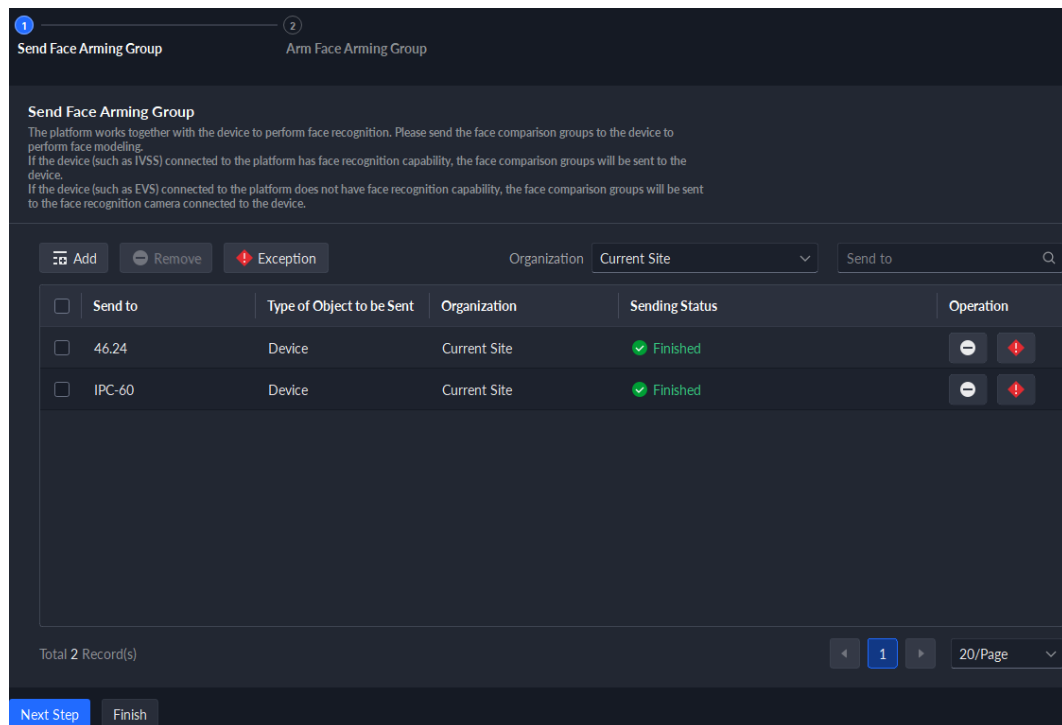 1
2
Send Face Arming Group
Arm Face Arming Group
Send Face Arming Group
The platform works together with the device to perform face recognition. Please send the face comparison groups to the device to
perform face modeling.
If the device (such as IVSS) connected to the platform has face recognition capability, the face comparison groups will be sent to the
device.
If the device (such as EVS) connected to the platform does not have face recognition capability, the face comparison groups will be sent
to the face recognition camera connected to the device.
Add Remove Exception Organization Current Site Send to
Send to Type of Object to be Sent Organization Sending Status Operation
46.24 Device Current Site Finished
IPC-60 Device Current Site Finished
Total 2 Record(s) 1 20/Page
Next Step Finish